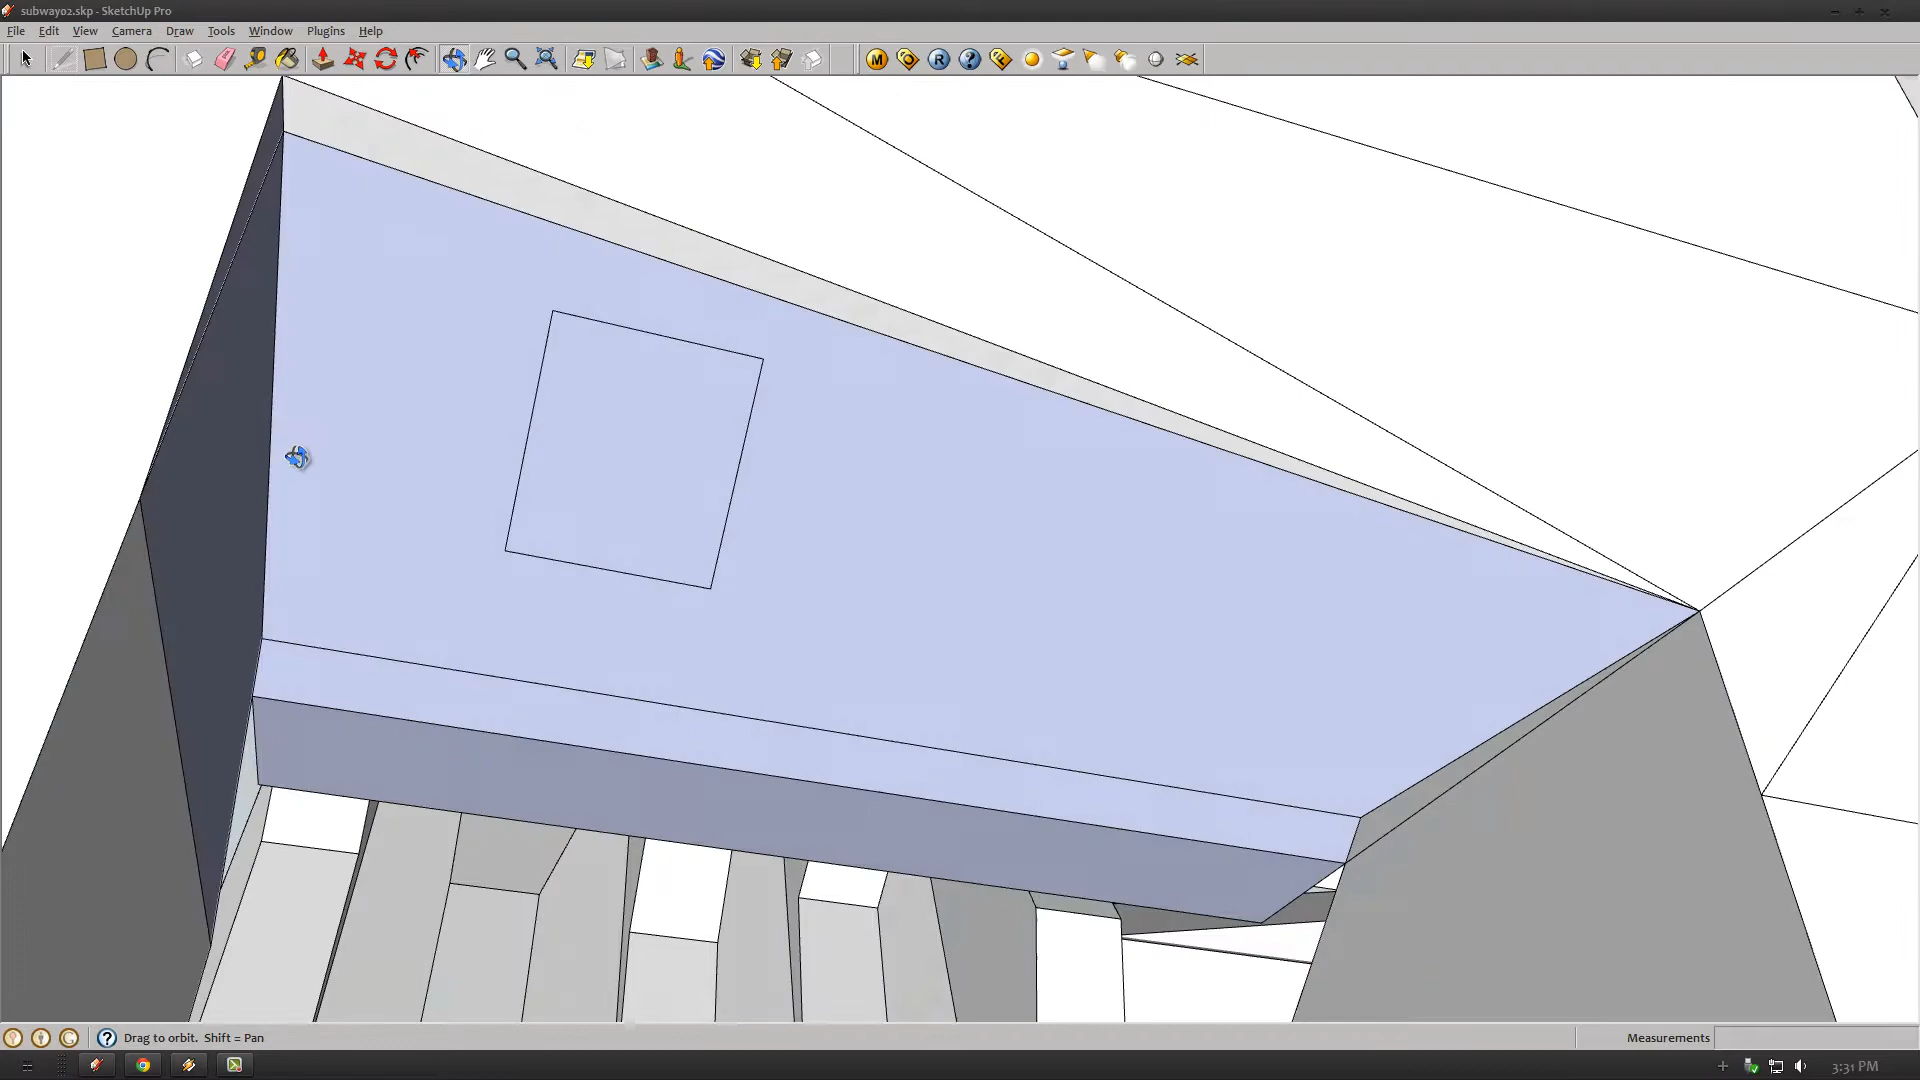 subway02.skp - SketchUp Pro
File Edit View Camera Draw Tools Window Plugins Help
M R ? F
G ? Drag to orbit. Shift = Pan Measurements
3:31 PM